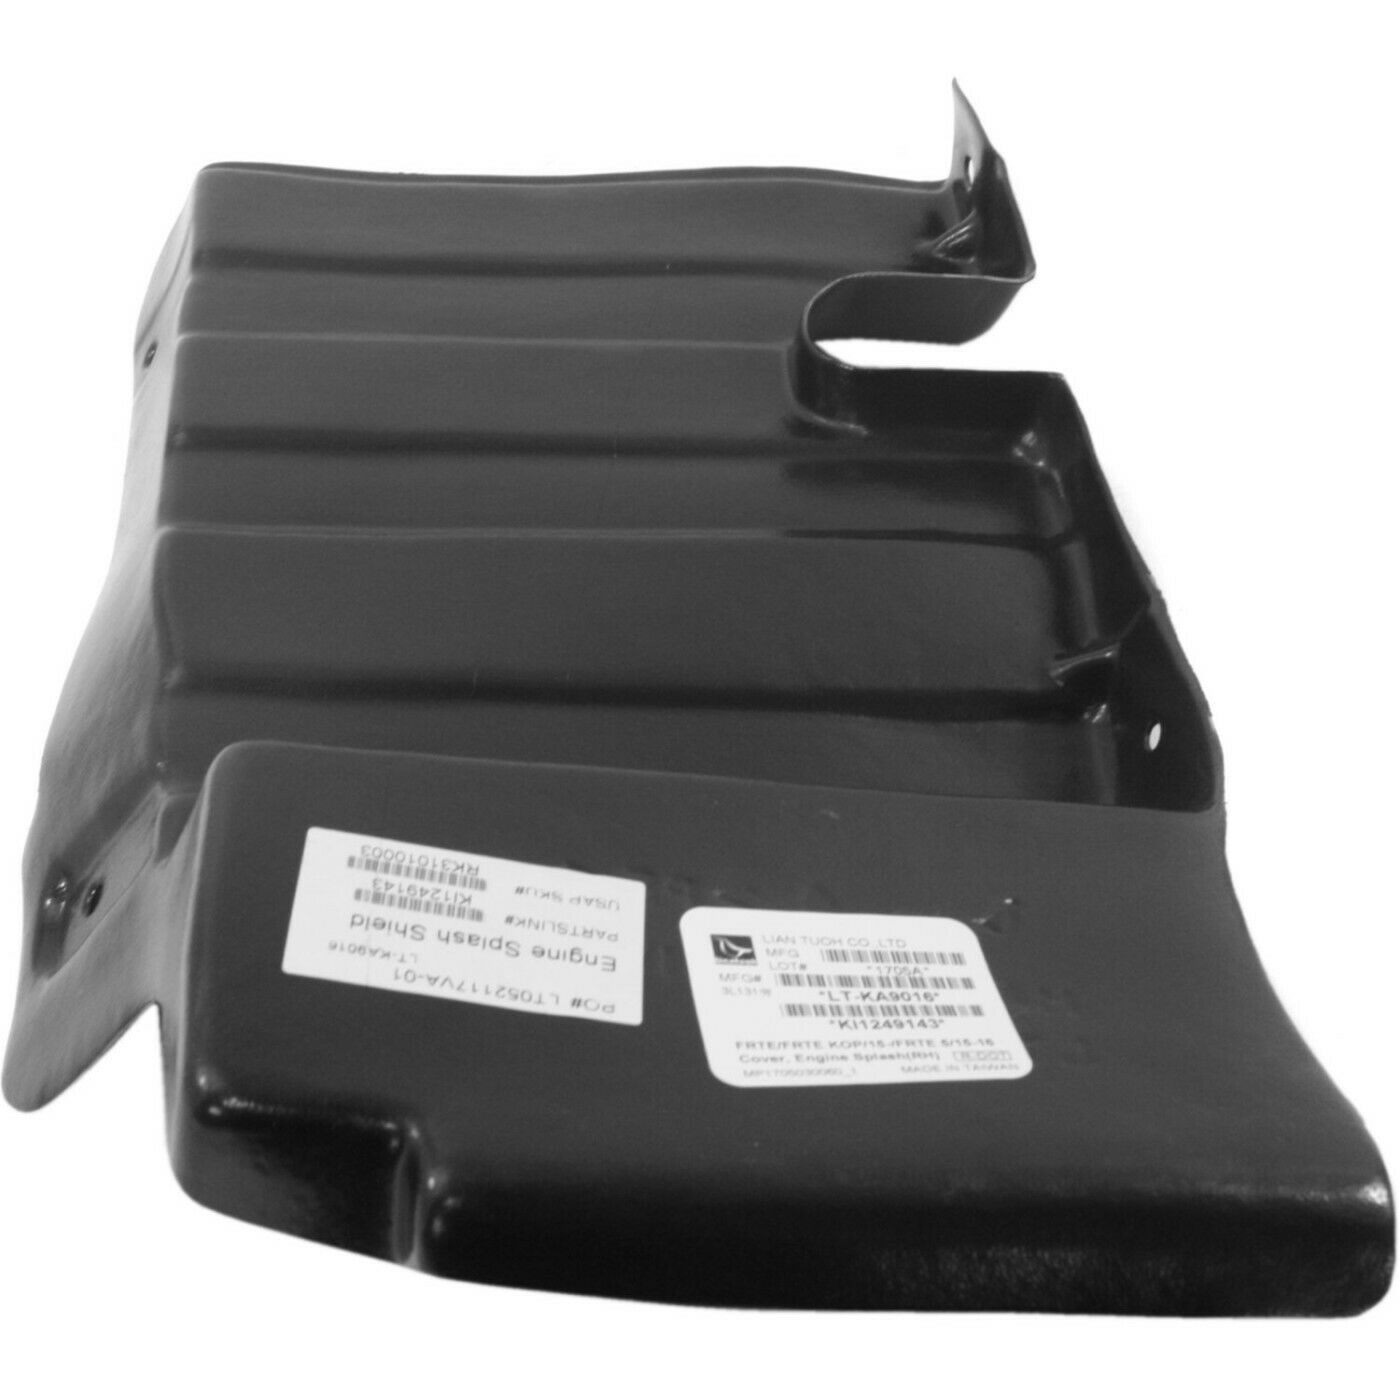 PO# LT052117VA-01
LT-KA9016
Engine Splash Shield
PARTSLINK#
KI1249143
USAP SKU#
RK31010003
LIAN TUOH CO.,LTD
MFG
LOT# "1705A"
MFG#
3L131-W "LT-KA9016"
"KI1249143"
FRTE/FRTE KOP/15-/FRTE 5/15-16
Cover, Engine Splash(RH)
MP1705030060_1 MADE IN TAIWAN